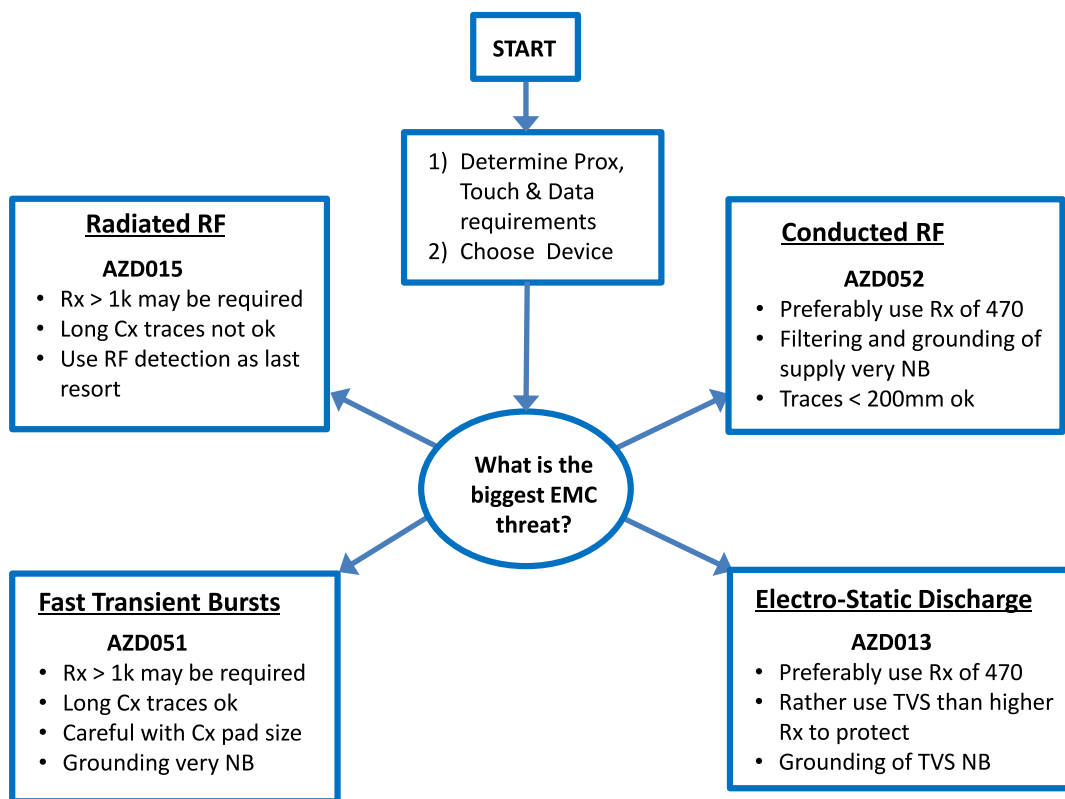 START
1) Determine Prox,
Touch & Data
requirements
2) Choose Device
Radiated RF
AZD015
• Rx > 1k may be required
• Long Cx traces not ok
• Use RF detection as last
resort
Conducted RF
AZD052
• Preferably use Rx of 470
• Filtering and grounding of
supply very NB
• Traces < 200mm ok
What is the
biggest EMC
threat?
Fast Transient Bursts
AZD051
• Rx > 1k may be required
• Long Cx traces ok
• Careful with Cx pad size
• Grounding very NB
Electro-Static Discharge
AZD013
• Preferably use Rx of 470
• Rather use TVS than higher
Rx to protect
• Grounding of TVS NB